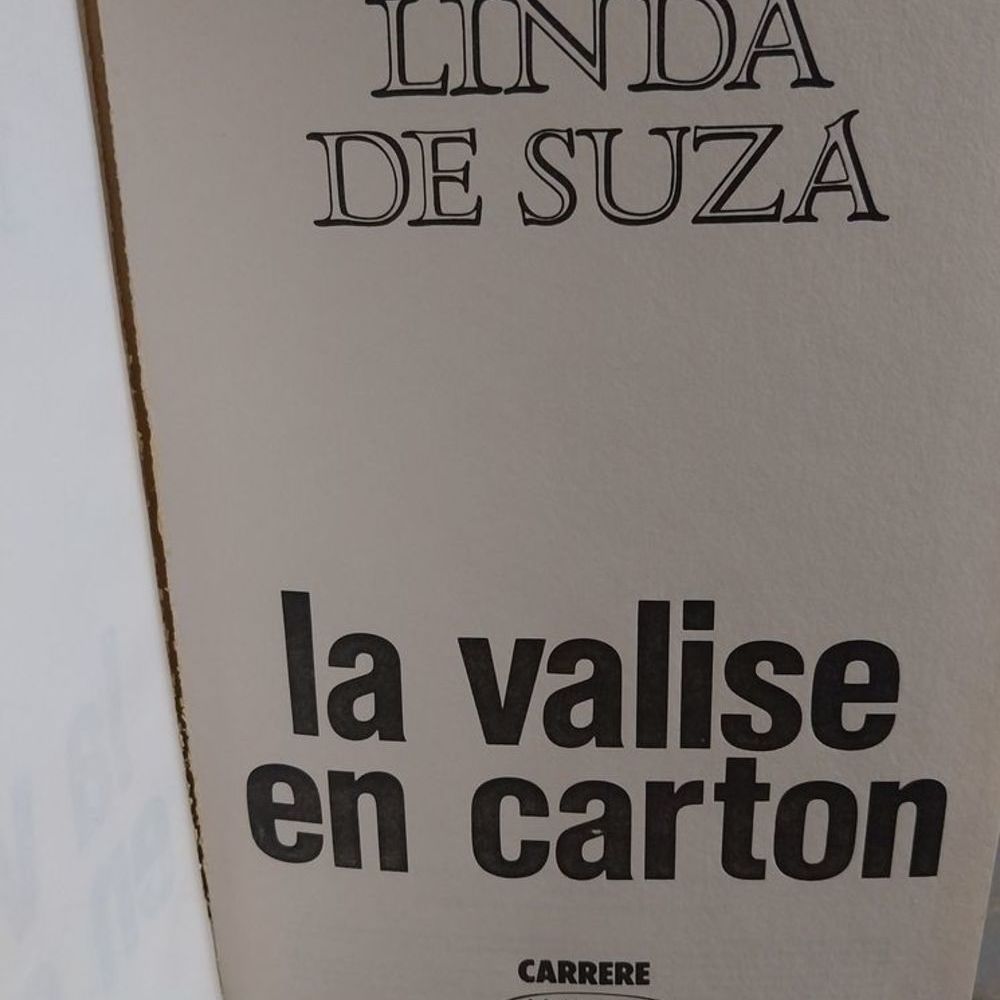 LINDA
DE SUZA
la valise
en carton
CARRERE